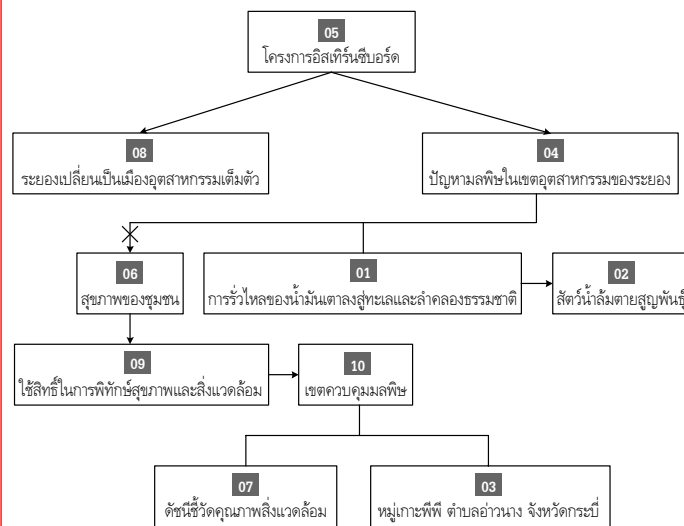 05
โครงการอิสเทิร์นซีบอร์ด
08
ระยองเปลี่ยนเป็นเมืองอุตสาหกรรมเต็มตัว
04
ปัญหามลพิษในเขตอุตสาหกรรมของระยอง
06
สุขภาพของชุมชน
01
การรั่วไหลของน้ำมันเตาลงสู่ทะเลและลำคลองธรรมชาติ
02
สัตว์น้ำล้มตายสูญพันธุ์
09
ใช้สิทธิ์ในการพิทักษ์สุขภาพและสิ่งแวดล้อม
10
เขตควบคุมมลพิษ
07
ดัชนีชี้วัดคุณภาพสิ่งแวดล้อม
03
หมู่เกาะพีพี ตำบลอ่าวนาง จังหวัดกระบี่